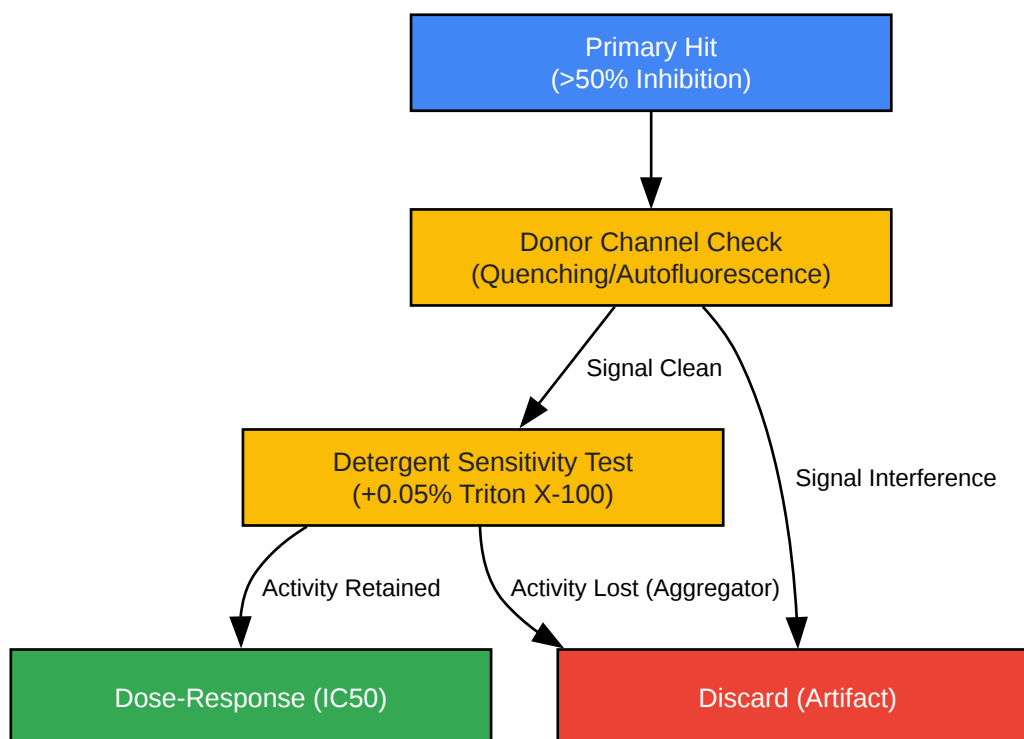 Primary Hit
(>50% Inhibition)
Donor Channel Check
(Quenching/Autofluorescence)
Signal Clean
Detergent Sensitivity Test
(+0.05% Triton X-100)
Signal Interference
Activity Retained
Activity Lost (Aggregator)
Dose-Response (IC50)
Discard (Artifact)